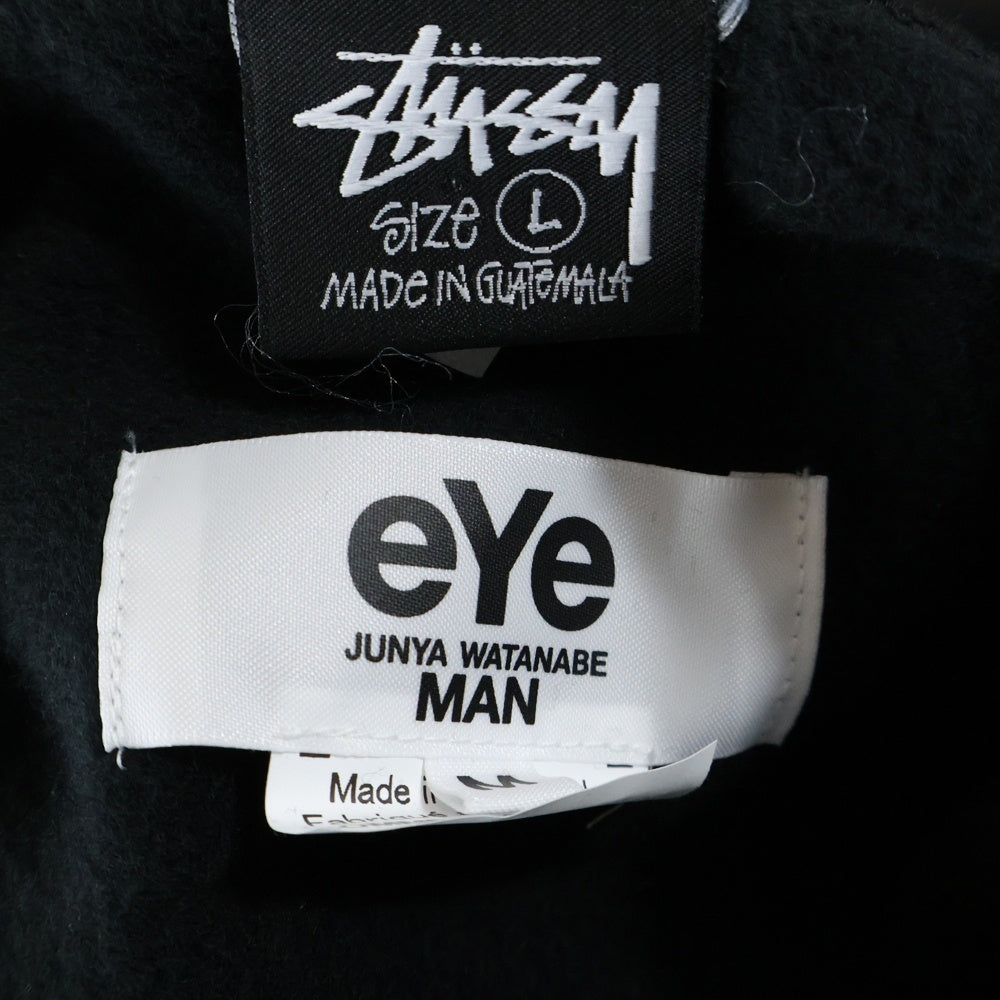 STÜSSY
SIZE L
MADE IN GUATEMALA
eYe
JUNYA WATANABE
MAN
M
Made